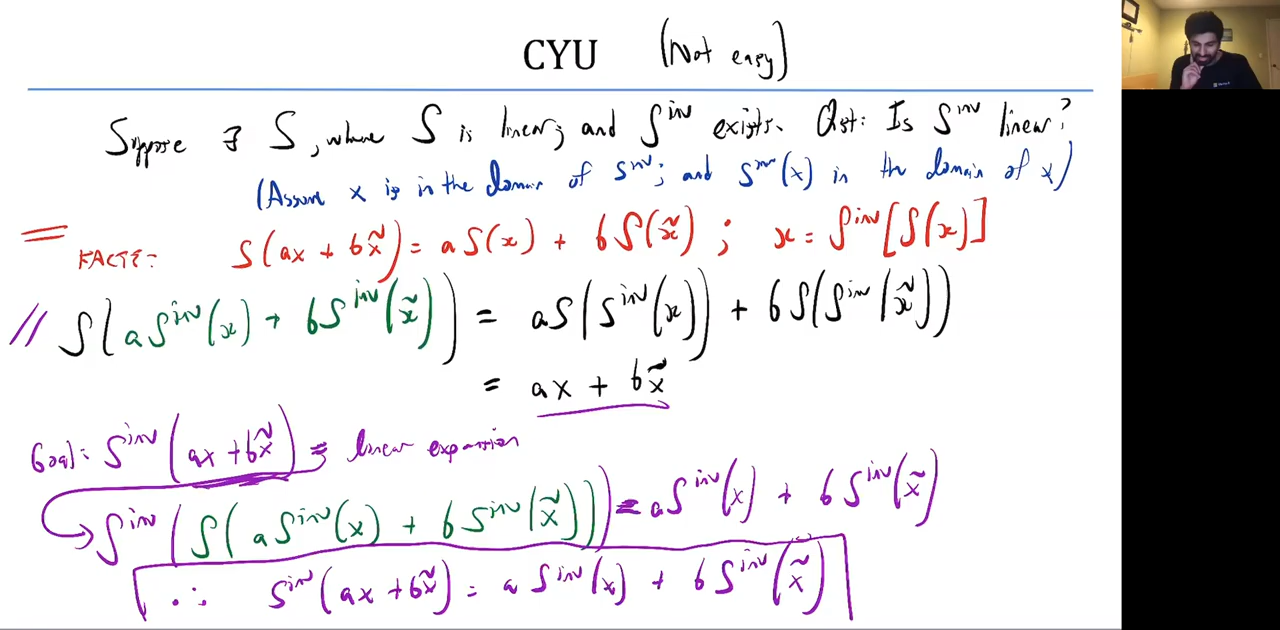 CYU (Not easy)
Suppose ∃ S, where S is linear; and S^inv exists. Qst: Is S^inv linear?
(Assume x is in the domain of S^inv; and S^inv(x) in the domain of x)
FACTS: S(ax + bx̃) = aS(x) + bS(x̃) ; x = S^inv[S(x)]
// S(aS^inv(x) + bS^inv(x̃)) = aS(S^inv(x)) + bS(S^inv(x̃))
= ax + bx̃
Goal: S^inv(ax + bx̃) = linear expansion
S^inv(S(aS^inv(x) + bS^inv(x̃))) = aS^inv(x) + bS^inv(x̃)
∴ S^inv(ax + bx̃) = aS^inv(x) + bS^inv(x̃)